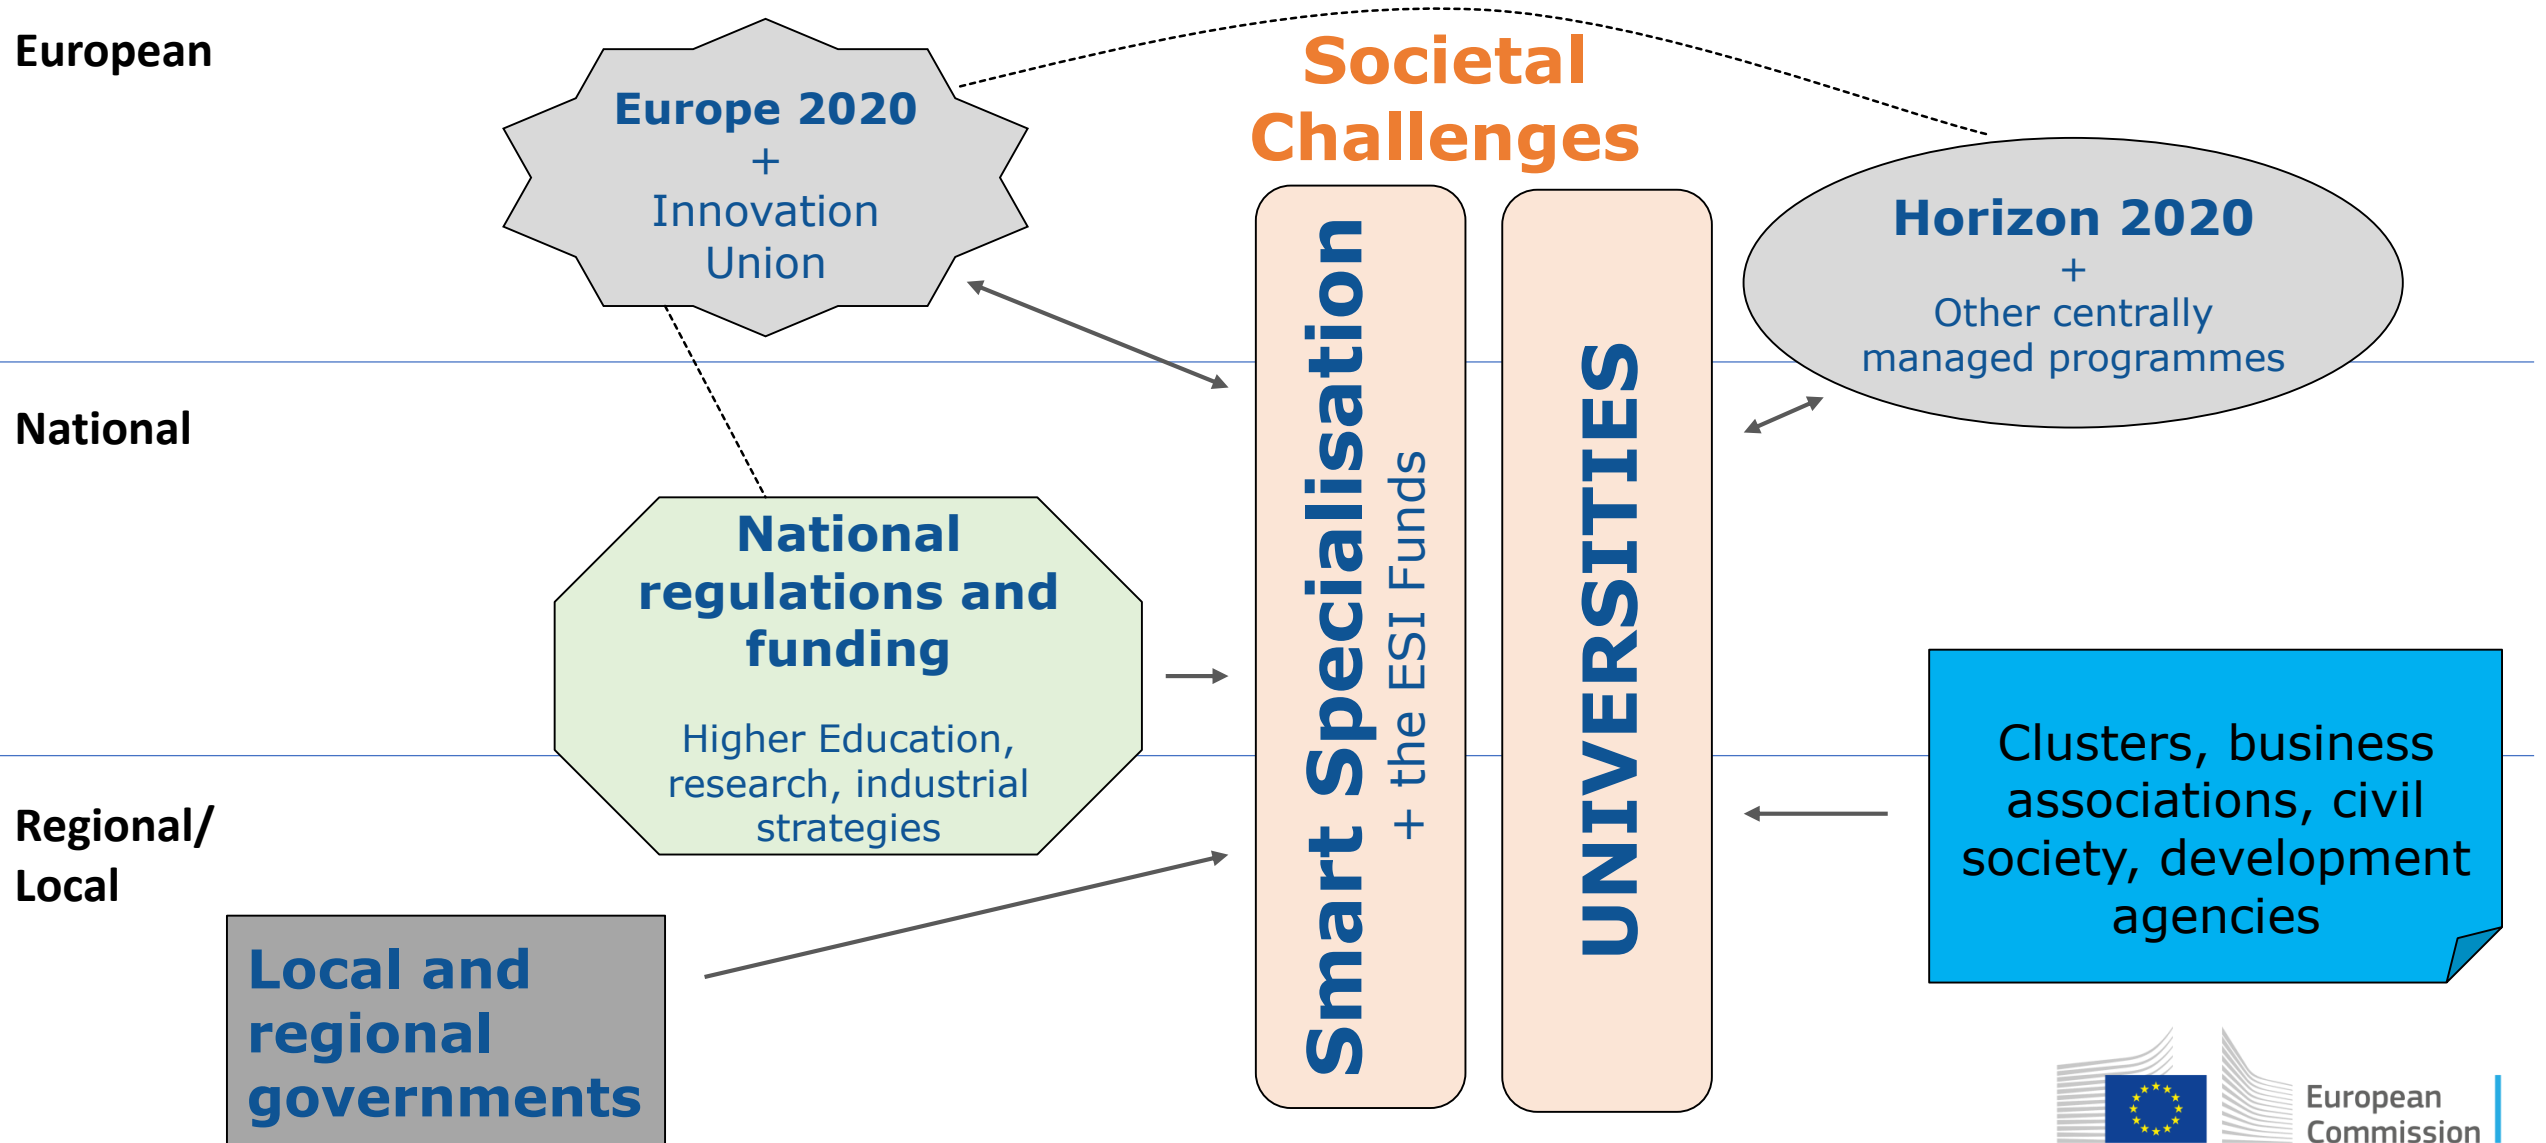 European
Europe 2020
+
Innovation
Union
Societal
Challenges
Horizon 2020
+
Other centrally
managed programmes
National
National
regulations and
funding
Higher Education,
research, industrial
strategies
Smart Specialisation
+ the ESI Funds
UNIVERSITIES
Clusters, business
associations, civil
society, development
agencies
Regional/
Local
Local and
regional
governments
European
Commission